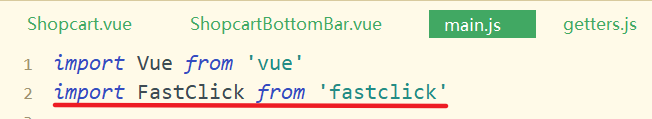 Shopcart.vue ShopcartBottomBar.vue main.js getters.js
1 import Vue from 'vue'
2 import FastClick from 'fastclick'